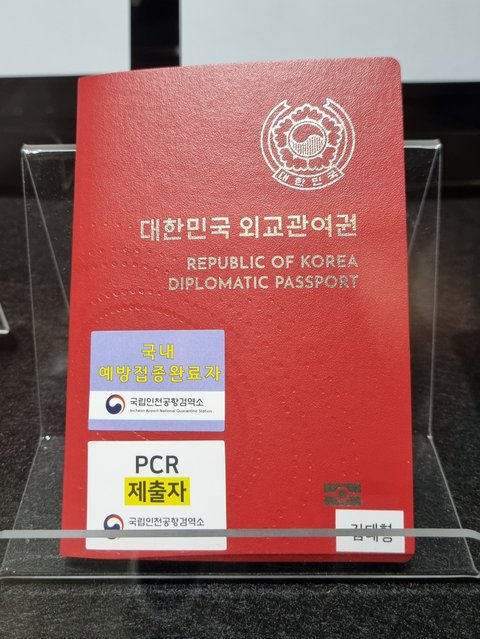 대한민국
대한민국 외교관여권
REPUBLIC OF KOREA
DIPLOMATIC PASSPORT
국내
예방접종완료자
국립인천공항검역소
Incheon Airport National Quarantine Station
PCR
제출자
국립인천공항검역소
김태형